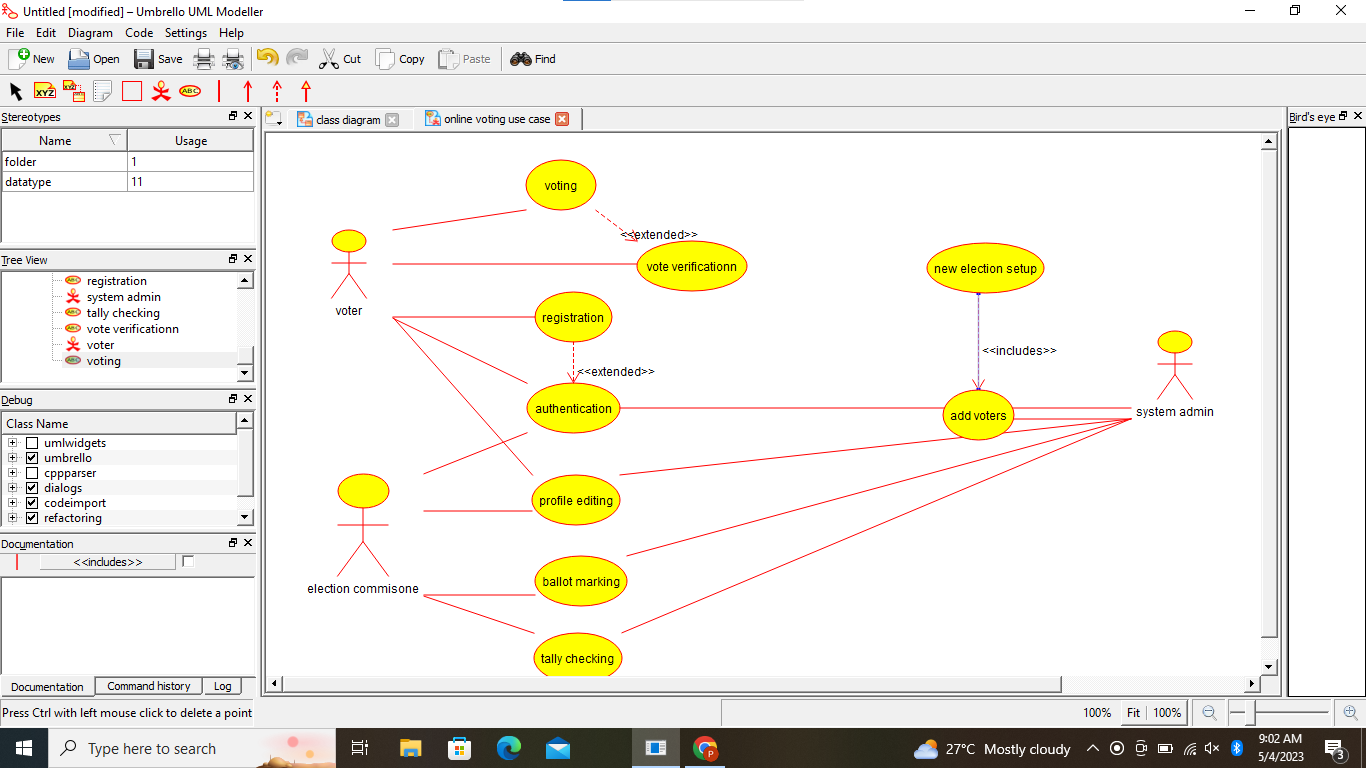 Untitled [modified] – Umbrello UML Modeller
File Edit Diagram Code Settings Help
New Open Save Cut Copy Paste Find
XYZ XYZ ABC
Stereotypes
Name Usage
folder 1
datatype 11
Tree View
registration
system admin
tally checking
vote verificationn
voter
voting
Debug
Class Name
umlwidgets
umbrello
cppparser
dialogs
codeimport
refactoring
Documentation
<<includes>>
Documentation Command history Log
Press Ctrl with left mouse click to delete a point
class diagram online voting use case
voting
<<extended>>
vote verificationn
voter
registration
<<extended>>
authentication
new election setup
<<includes>>
add voters
system admin
profile editing
election commisone
ballot marking
tally checking
Bird's eye
100% Fit 100%
Type here to search
27°C Mostly cloudy
9:02 AM
5/4/2023
3